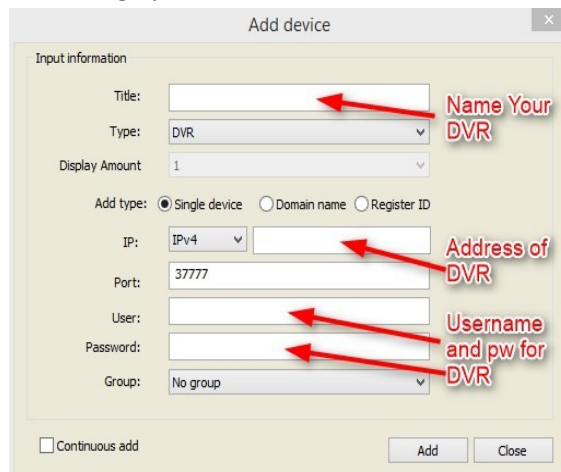 Add device
x
Input information
Title:
Name Your
DVR
Type: DVR
Display Amount 1
Add type: Single device Domain name Register ID
IP: IPv4
Address of
DVR
Port: 37777
User:
Username
and pw for
DVR
Password:
Group: No group
Continuous add Add Close